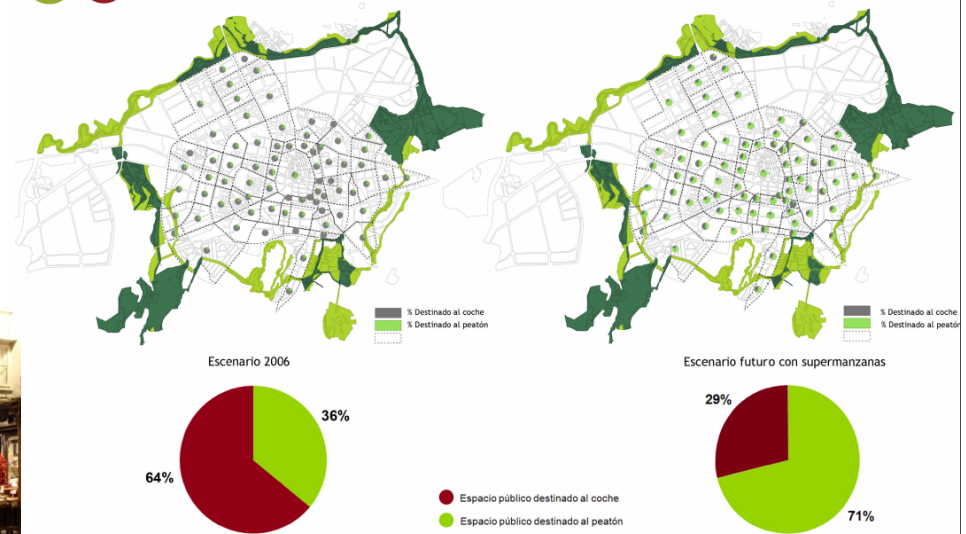 % Destinado al coche
% Destinado al peatón
% Destinado al coche
% Destinado al peatón
Escenario 2006
Escenario futuro con supermanzanas
36%
64%
29%
71%
Espacio público destinado al coche
Espacio público destinado al peatón